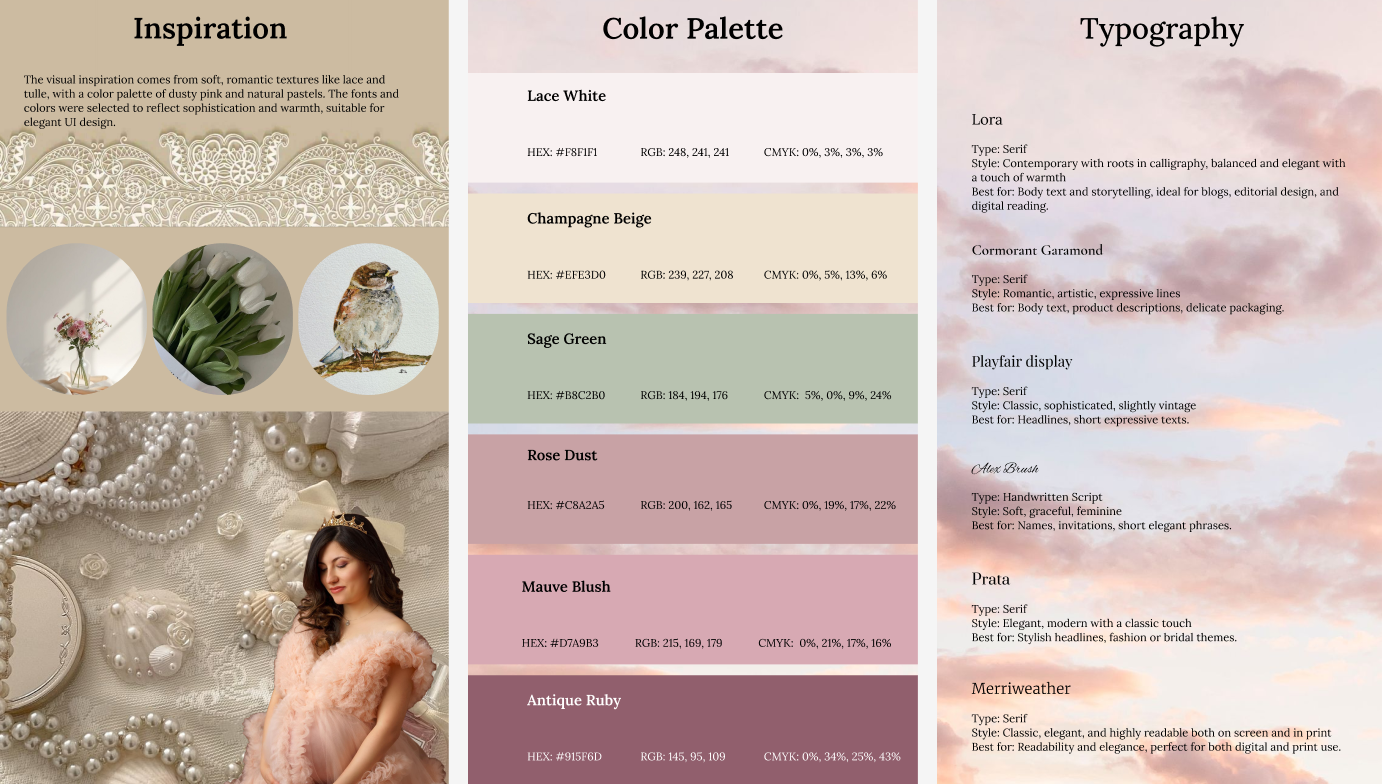 Inspiration
The visual inspiration comes from soft, romantic textures like lace and
tulle, with a color palette of dusty pink and natural pastels. The fonts and
colors were selected to reflect sophistication and warmth, suitable for
elegant UI design.
Color Palette
Lace White
HEX: #F8F1F1 RGB: 248, 241, 241 CMYK: 0%, 3%, 3%, 3%
Champagne Beige
HEX: #EFE3D0 RGB: 239, 227, 208 CMYK: 0%, 5%, 13%, 6%
Sage Green
HEX: #B8C2B0 RGB: 184, 194, 176 CMYK: 5%, 0%, 9%, 24%
Rose Dust
HEX: #C8A2A5 RGB: 200, 162, 165 CMYK: 0%, 19%, 17%, 22%
Mauve Blush
HEX: #D7A9B3 RGB: 215, 169, 179 CMYK: 0%, 21%, 17%, 16%
Antique Ruby
HEX: #915F6D RGB: 145, 95, 109 CMYK: 0%, 34%, 25%, 43%
Typography
Lora
Type: Serif
Style: Contemporary with roots in calligraphy, balanced and elegant with
a touch of warmth
Best for: Body text and storytelling, ideal for blogs, editorial design, and
digital reading.
Cormorant Garamond
Type: Serif
Style: Romantic, artistic, expressive lines
Best for: Body text, product descriptions, delicate packaging.
Playfair display
Type: Serif
Style: Classic, sophisticated, slightly vintage
Best for: Headlines, short expressive texts.
Alex Brush
Type: Handwritten Script
Style: Soft, graceful, feminine
Best for: Names, invitations, short elegant phrases.
Prata
Type: Serif
Style: Elegant, modern with a classic touch
Best for: Stylish headlines, fashion or bridal themes.
Merriweather
Type: Serif
Style: Classic, elegant, and highly readable both on screen and in print
Best for: Readability and elegance, perfect for both digital and print use.